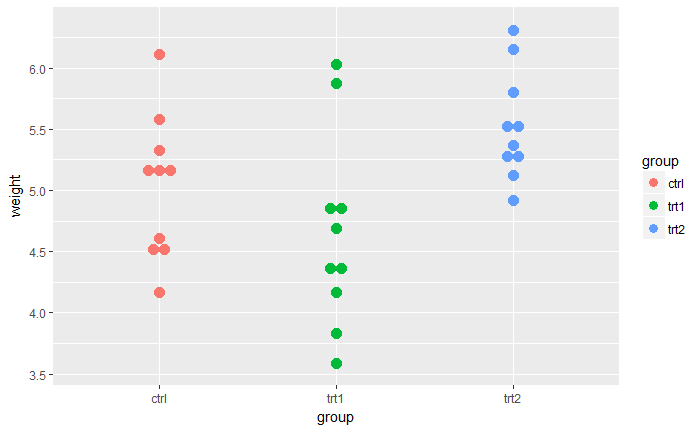 6.0
5.5
5.0
4.5
4.0
3.5
weight
ctrl trt1 trt2
group
group
ctrl
trt1
trt2